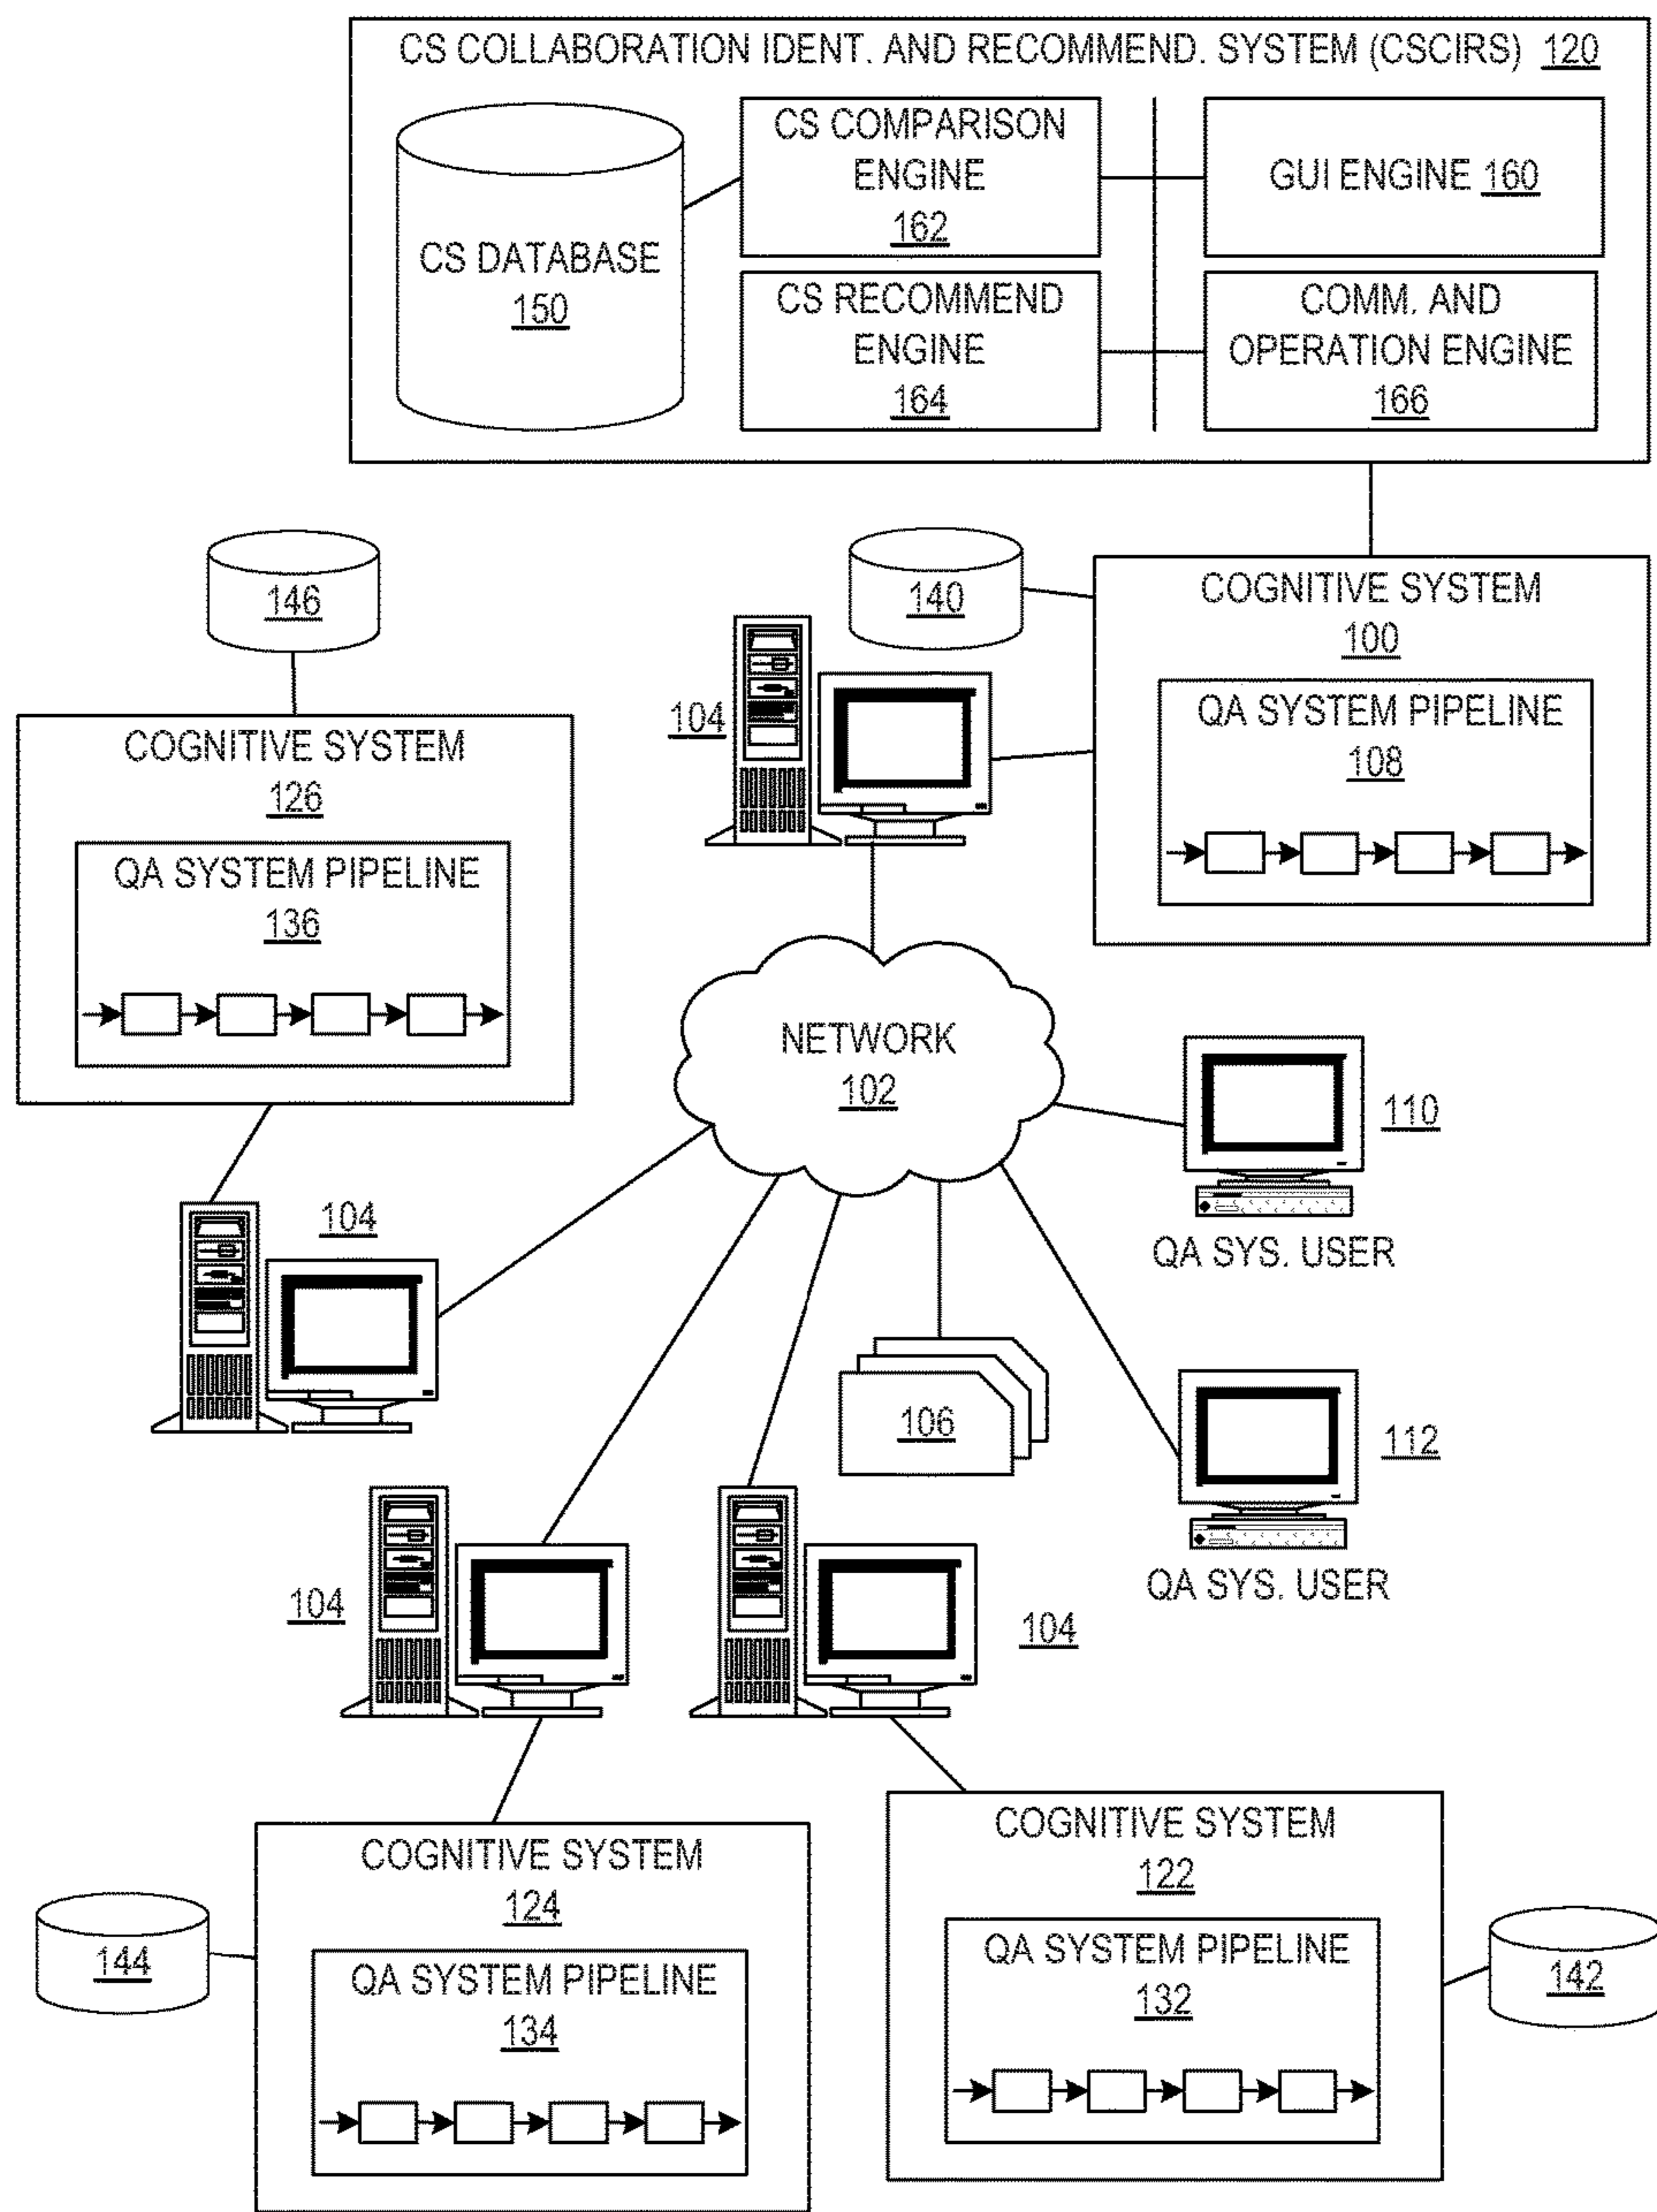 CS COLLABORATION IDENT. AND RECOMMEND. SYSTEM (CSCIRS) 120
CS DATABASE
150
CS COMPARISON
ENGINE
162
GUI ENGINE 160
CS RECOMMEND
ENGINE
164
COMM. AND
OPERATION ENGINE
166
146
140
COGNITIVE SYSTEM
100
QA SYSTEM PIPELINE
108
104
COGNITIVE SYSTEM
126
QA SYSTEM PIPELINE
136
NETWORK
102
110
QA SYS. USER
104
106
112
QA SYS. USER
104
104
COGNITIVE SYSTEM
124
QA SYSTEM PIPELINE
134
144
COGNITIVE SYSTEM
122
QA SYSTEM PIPELINE
132
142